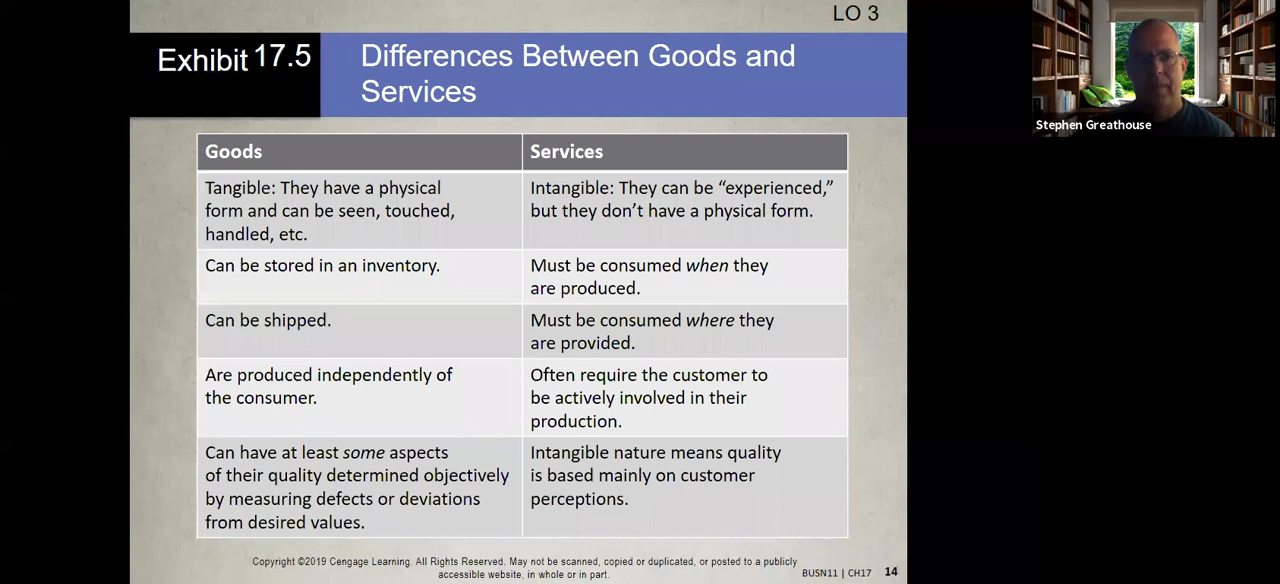 LO 3
Exhibit 17.5
Differences Between Goods and
Services
Goods
Services
Tangible: They have a physical
form and can be seen, touched,
handled, etc.
Intangible: They can be “experienced,”
but they don’t have a physical form.
Can be stored in an inventory.
Must be consumed when they
are produced.
Can be shipped.
Must be consumed where they
are provided.
Are produced independently of
the consumer.
Often require the customer to
be actively involved in their
production.
Can have at least some aspects
of their quality determined objectively
by measuring defects or deviations
from desired values.
Intangible nature means quality
is based mainly on customer
perceptions.
Copyright ©2019 Cengage Learning. All Rights Reserved. May not be scanned, copied or duplicated, or posted to a publicly
accessible website, in whole or in part.
BUSN11 | CH17 14
Stephen Greathouse